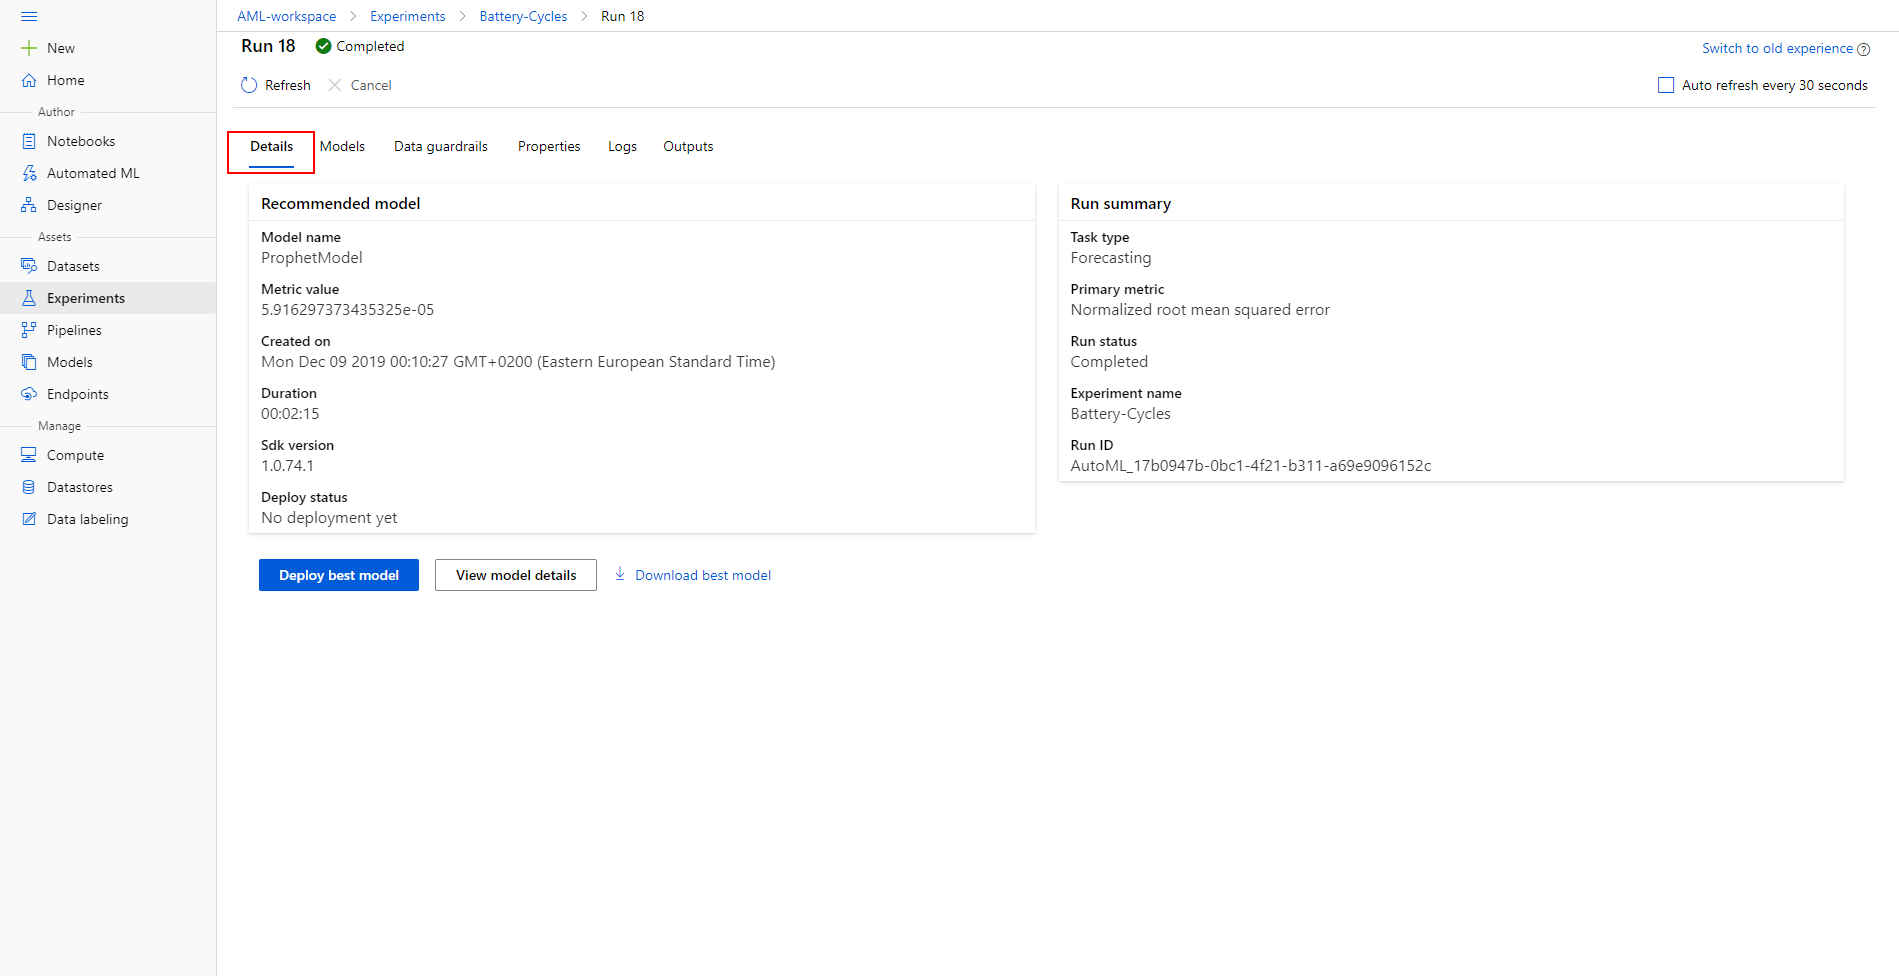 AML-workspace > Experiments > Battery-Cycles > Run 18
Run 18 Completed
Switch to old experience
Refresh Cancel
Auto refresh every 30 seconds
New
Home
Author
Notebooks
Automated ML
Designer
Assets
Datasets
Experiments
Pipelines
Models
Endpoints
Manage
Compute
Datastores
Data labeling
Details Models Data guardrails Properties Logs Outputs
Recommended model
Model name
ProphetModel
Metric value
5.916297373435325e-05
Created on
Mon Dec 09 2019 00:10:27 GMT+0200 (Eastern European Standard Time)
Duration
00:02:15
Sdk version
1.0.74.1
Deploy status
No deployment yet
Deploy best model View model details Download best model
Run summary
Task type
Forecasting
Primary metric
Normalized root mean squared error
Run status
Completed
Experiment name
Battery-Cycles
Run ID
AutoML_17b0947b-0bc1-4f21-b311-a69e9096152c